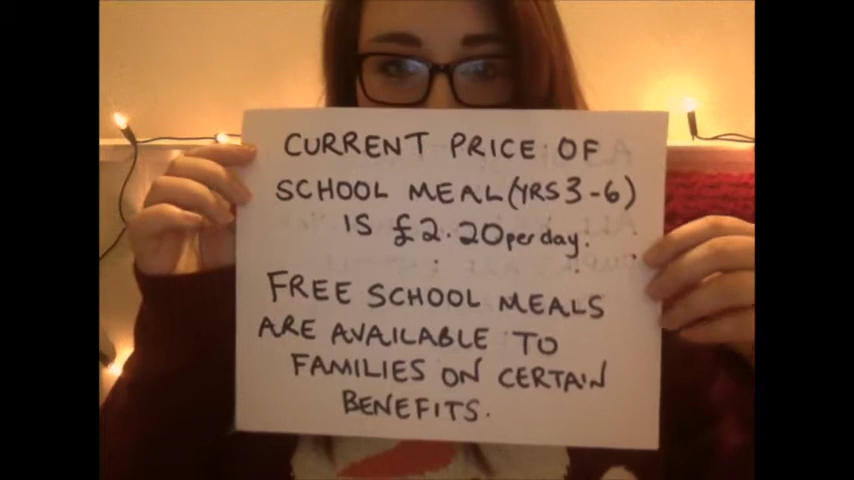 CURRENT PRICE OF
SCHOOL MEAL (YRS 3-6)
IS £2.20 per day.
FREE SCHOOL MEALS
ARE AVAILABLE TO
FAMILIES ON CERTAIN
BENEFITS.